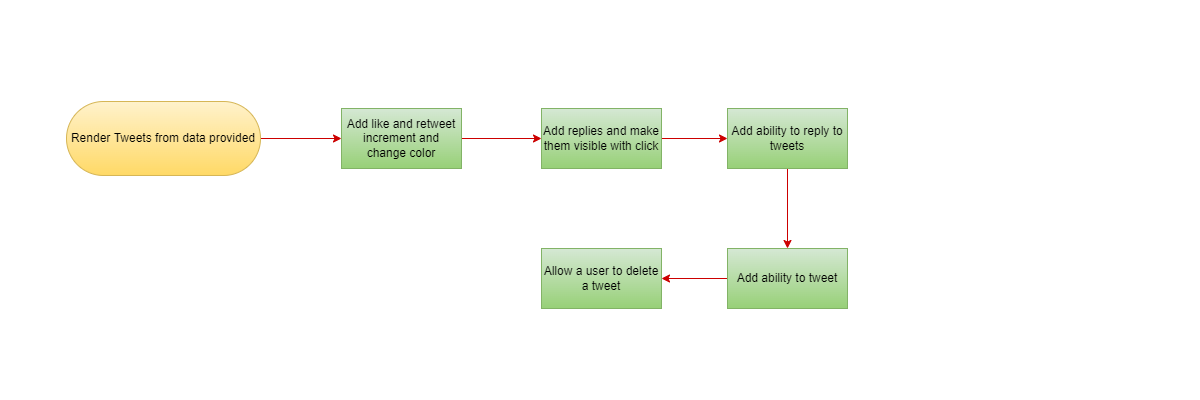 Render Tweets from data provided
Add like and retweet
increment and
change color
Add replies and make
them visible with click
Add ability to reply to
tweets
Add ability to tweet
Allow a user to delete
a tweet